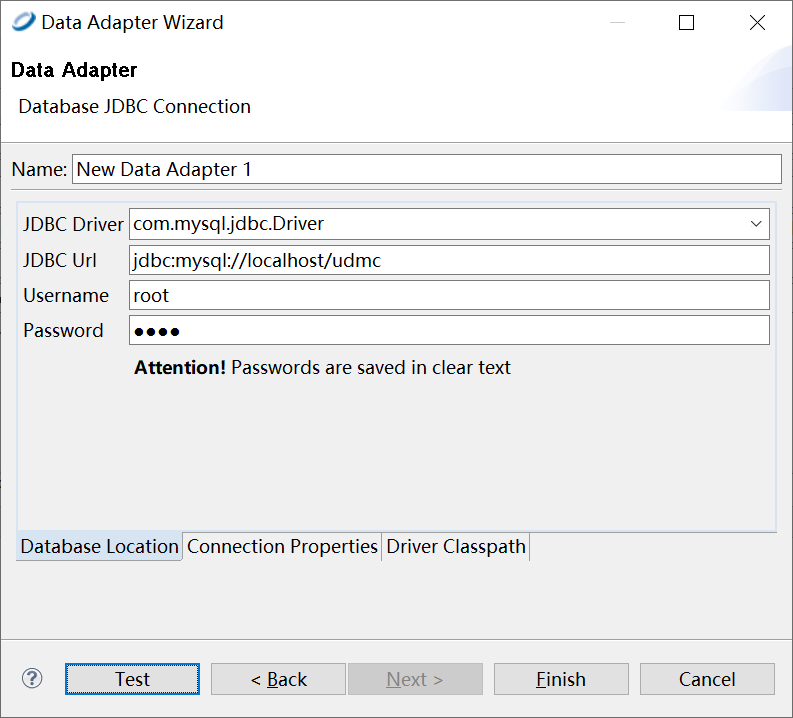 Data Adapter Wizard
Data Adapter
Database JDBC Connection
Name: New Data Adapter 1
JDBC Driver com.mysql.jdbc.Driver
JDBC Url jdbc:mysql://localhost/udmc
Username root
Password ●●●●
Attention! Passwords are saved in clear text
Database Location Connection Properties Driver Classpath
? Test < Back Next > Finish Cancel